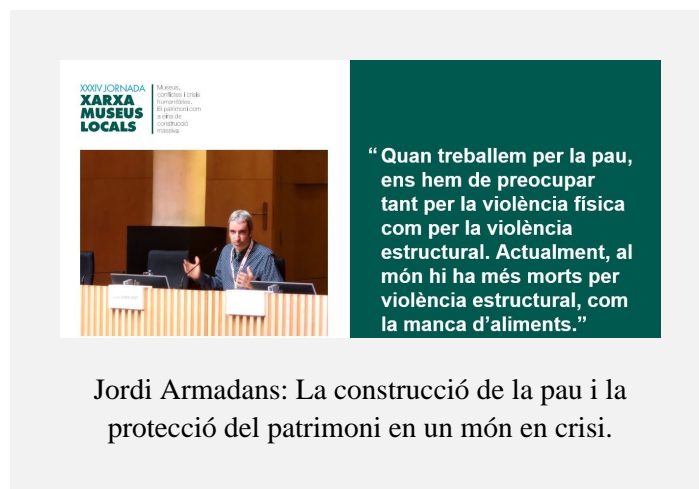 XXXIV JORNADA
XARXA
MUSEUS
LOCALS
Museus,
conflictes i crisis
humanitàries.
El patrimoni com
a eina de
construcció
massiva
“Quan treballem per la pau,
ens hem de preocupar
tant per la violència física
com per la violència
estructural. Actualment, al
món hi ha més morts per
violència estructural, com
la manca d’aliments.”
Jordi Armadans: La construcció de la pau i la
protecció del patrimoni en un món en crisi.